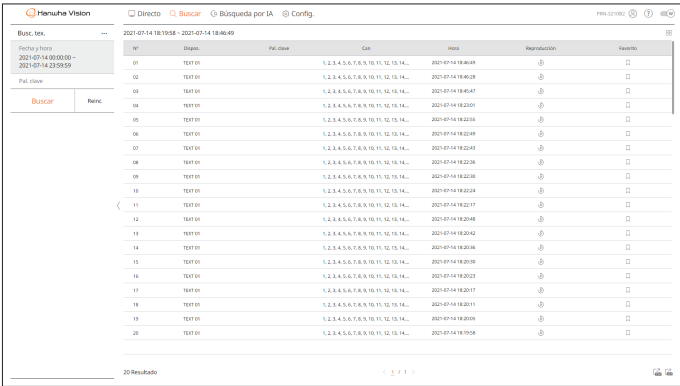 Hanwha Vision
Directo Buscar Búsqueda por IA Config.
PRN-3210B2
Busc. tex. ...
2021-07-14 18:19:58 ~ 2021-07-14 18:46:49
Fecha y hora
2021-07-14 00:00:00 ~
2021-07-14 23:59:59
Pal. clave
Buscar Reinc
N° Dispos. Pal. clave Can Hora Reproducción Favorito
01 TEXT 01 1, 2, 3, 4, 5, 6, 7, 8, 9, 10, 11, 12, 13, 14,... 2021-07-14 18:46:49
02 TEXT 01 1, 2, 3, 4, 5, 6, 7, 8, 9, 10, 11, 12, 13, 14,... 2021-07-14 18:46:28
03 TEXT 01 1, 2, 3, 4, 5, 6, 7, 8, 9, 10, 11, 12, 13, 14,... 2021-07-14 18:45:47
04 TEXT 01 1, 2, 3, 4, 5, 6, 7, 8, 9, 10, 11, 12, 13, 14,... 2021-07-14 18:23:01
05 TEXT 01 1, 2, 3, 4, 5, 6, 7, 8, 9, 10, 11, 12, 13, 14,... 2021-07-14 18:22:55
06 TEXT 01 1, 2, 3, 4, 5, 6, 7, 8, 9, 10, 11, 12, 13, 14,... 2021-07-14 18:22:49
07 TEXT 01 1, 2, 3, 4, 5, 6, 7, 8, 9, 10, 11, 12, 13, 14,... 2021-07-14 18:22:43
08 TEXT 01 1, 2, 3, 4, 5, 6, 7, 8, 9, 10, 11, 12, 13, 14,... 2021-07-14 18:22:36
09 TEXT 01 1, 2, 3, 4, 5, 6, 7, 8, 9, 10, 11, 12, 13, 14,... 2021-07-14 18:22:30
10 TEXT 01 1, 2, 3, 4, 5, 6, 7, 8, 9, 10, 11, 12, 13, 14,... 2021-07-14 18:22:24
11 TEXT 01 1, 2, 3, 4, 5, 6, 7, 8, 9, 10, 11, 12, 13, 14,... 2021-07-14 18:22:17
12 TEXT 01 1, 2, 3, 4, 5, 6, 7, 8, 9, 10, 11, 12, 13, 14,... 2021-07-14 18:20:48
13 TEXT 01 1, 2, 3, 4, 5, 6, 7, 8, 9, 10, 11, 12, 13, 14,... 2021-07-14 18:20:42
14 TEXT 01 1, 2, 3, 4, 5, 6, 7, 8, 9, 10, 11, 12, 13, 14,... 2021-07-14 18:20:36
15 TEXT 01 1, 2, 3, 4, 5, 6, 7, 8, 9, 10, 11, 12, 13, 14,... 2021-07-14 18:20:30
16 TEXT 01 1, 2, 3, 4, 5, 6, 7, 8, 9, 10, 11, 12, 13, 14,... 2021-07-14 18:20:23
17 TEXT 01 1, 2, 3, 4, 5, 6, 7, 8, 9, 10, 11, 12, 13, 14,... 2021-07-14 18:20:17
18 TEXT 01 1, 2, 3, 4, 5, 6, 7, 8, 9, 10, 11, 12, 13, 14,... 2021-07-14 18:20:11
19 TEXT 01 1, 2, 3, 4, 5, 6, 7, 8, 9, 10, 11, 12, 13, 14,... 2021-07-14 18:20:05
20 TEXT 01 1, 2, 3, 4, 5, 6, 7, 8, 9, 10, 11, 12, 13, 14,... 2021-07-14 18:19:58
20 Resultado < 1 / 1 >